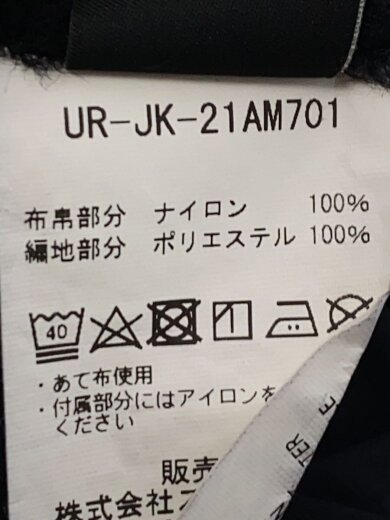 UR-JK-21AM701
布帛部分 ナイロン 100%
編地部分 ポリエステル 100%
40
・あて布使用
・付属部分にはアイロンを
ください
販売
株式会社